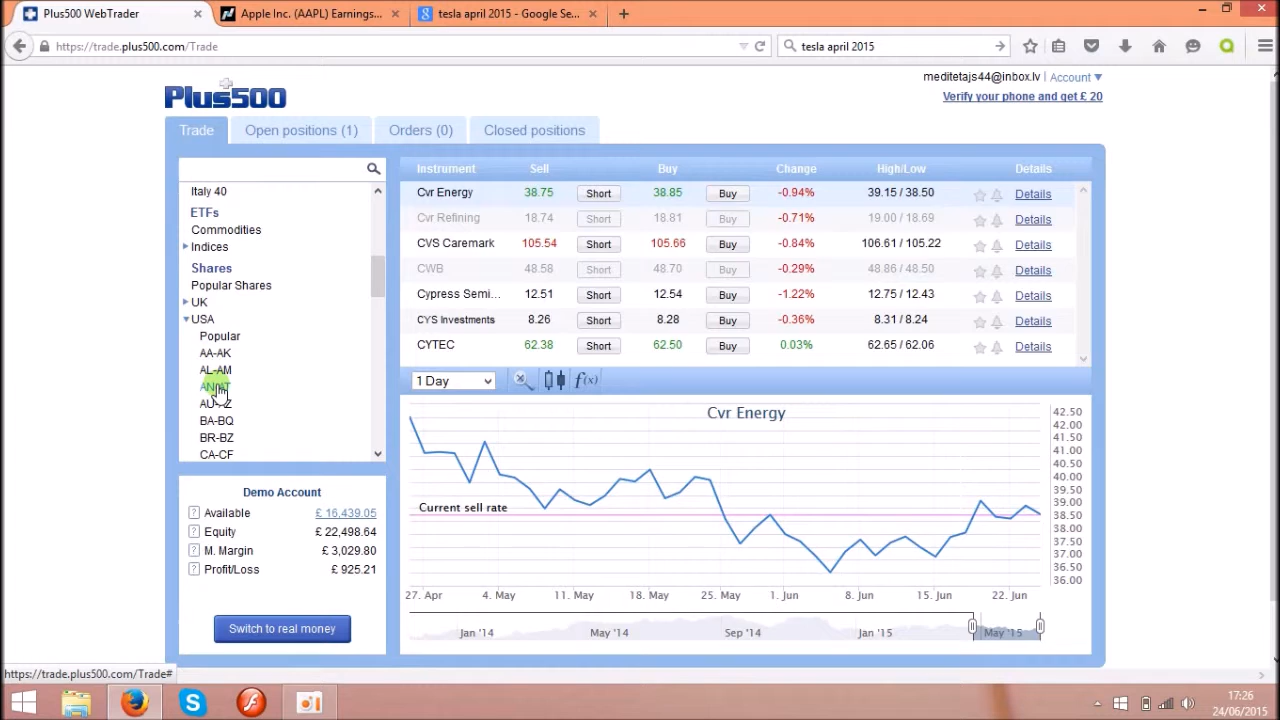 Plus500 WebTrader
Apple Inc. (AAPL) Earnings...
tesla april 2015 - Google Se...
https://trade.plus500.com/Trade
tesla april 2015
Plus500
meditetajs44@inbox.lv | Account
Verify your phone and get £ 20
Trade Open positions (1) Orders (0) Closed positions
Italy 40
ETFs
Commodities
Indices
Shares
Popular Shares
UK
USA
Popular
AA-AK
AL-AM
BA-BQ
BR-BZ
CA-CF
Instrument Sell Buy Change High/Low Details
Cvr Energy 38.75 Short 38.85 Buy -0.94% 39.15 / 38.50 Details
Cvr Refining 18.74 Short 18.81 Buy -0.71% 19.00 / 18.69 Details
CVS Caremark 105.54 Short 105.66 Buy -0.84% 106.61 / 105.22 Details
CWB 48.58 Short 48.70 Buy -0.29% 48.86 / 48.50 Details
Cypress Semi... 12.51 Short 12.54 Buy -1.22% 12.75 / 12.43 Details
CYS Investments 8.26 Short 8.28 Buy -0.36% 8.31 / 8.24 Details
CYTEC 62.38 Short 62.50 Buy 0.03% 62.65 / 62.06 Details
1 Day f(x)
Cvr Energy
Current sell rate
42.50
42.00
41.50
41.00
40.50
40.00
39.50
39.00
38.50
38.00
37.50
37.00
36.50
36.00
27. Apr 4. May 11. May 18. May 25. May 1. Jun 8. Jun 15. Jun 22. Jun
Jan '14 May '14 Sep '14 Jan '15 May '15
Demo Account
? Available £ 16,439.05
? Equity £ 22,498.64
? M. Margin £ 3,029.80
? Profit/Loss £ 925.21
Switch to real money
https://trade.plus500.com/Trade#
17:26
24/06/2015